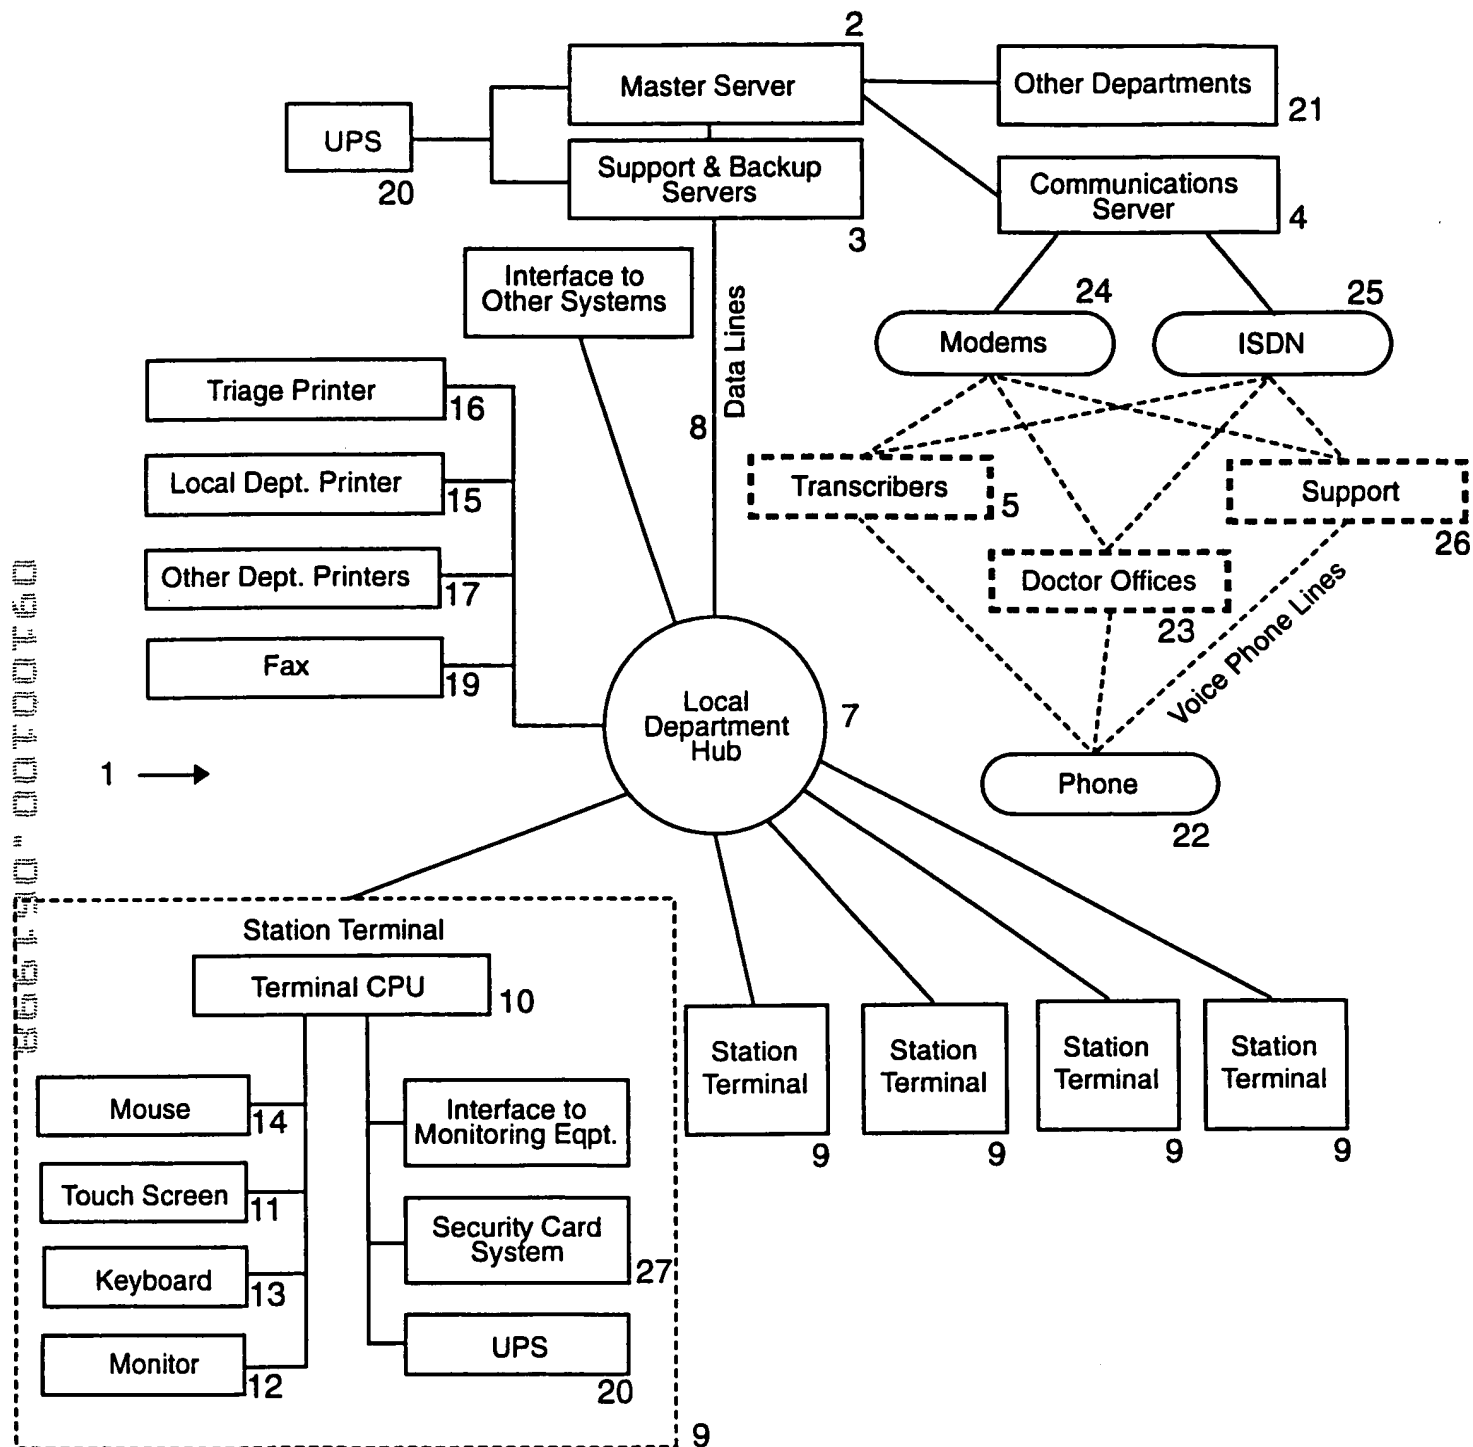 2
Master Server
Other Departments
21
UPS
20
Support & Backup
Servers
3
Communications
Server
4
Interface to
Other Systems
Data Lines
8
24
25
Modems
ISDN
Triage Printer
16
Local Dept. Printer
15
Other Dept. Printers
17
Fax
19
Transcribers
5
Support
26
Doctor Offices
23
Voice Phone Lines
Phone
22
Local
Department
Hub
7
1
Station Terminal
Terminal CPU
10
Mouse
14
Touch Screen
11
Keyboard
13
Monitor
12
Interface to
Monitoring Eqpt.
Security Card
System
27
UPS
20
9
Station
Terminal
9
Station
Terminal
9
Station
Terminal
9
Station
Terminal
9